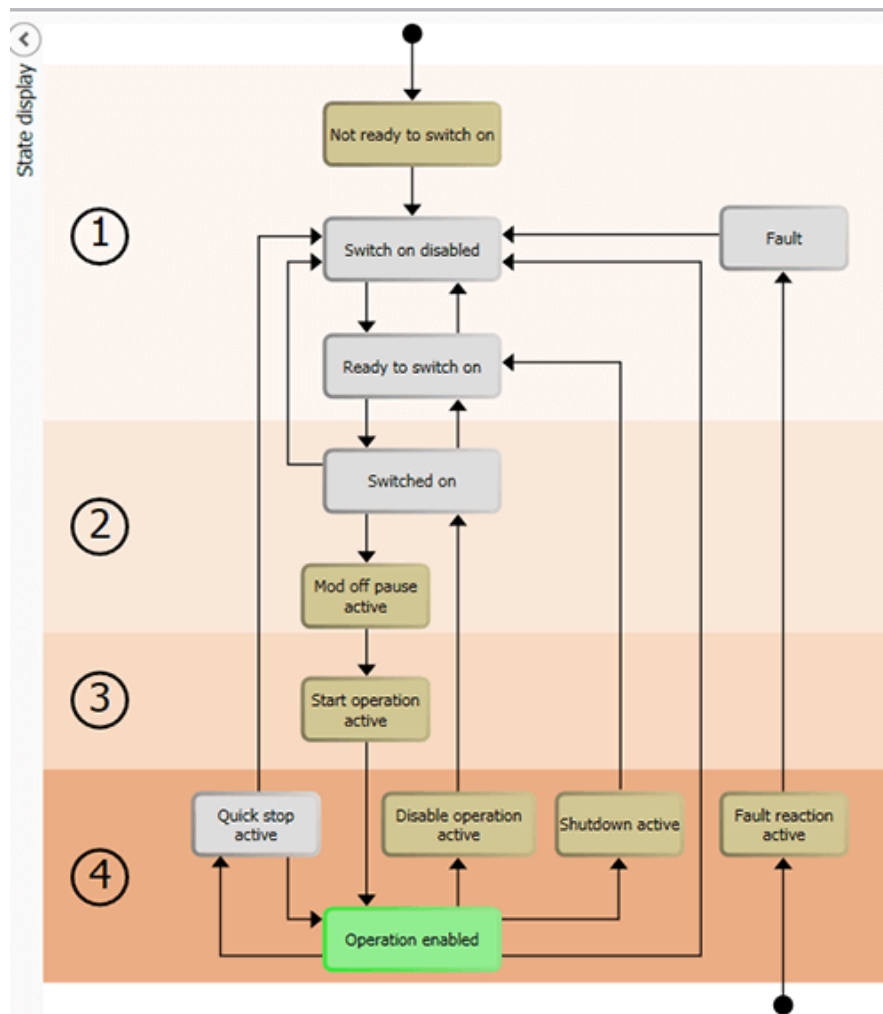 State display
Not ready to switch on
1
Switch on disabled
Fault
Ready to switch on
2
Switched on
Mod off pause
active
3
Start operation
active
4
Quick stop
active
Disable operation
active
Shutdown active
Fault reaction
active
Operation enabled